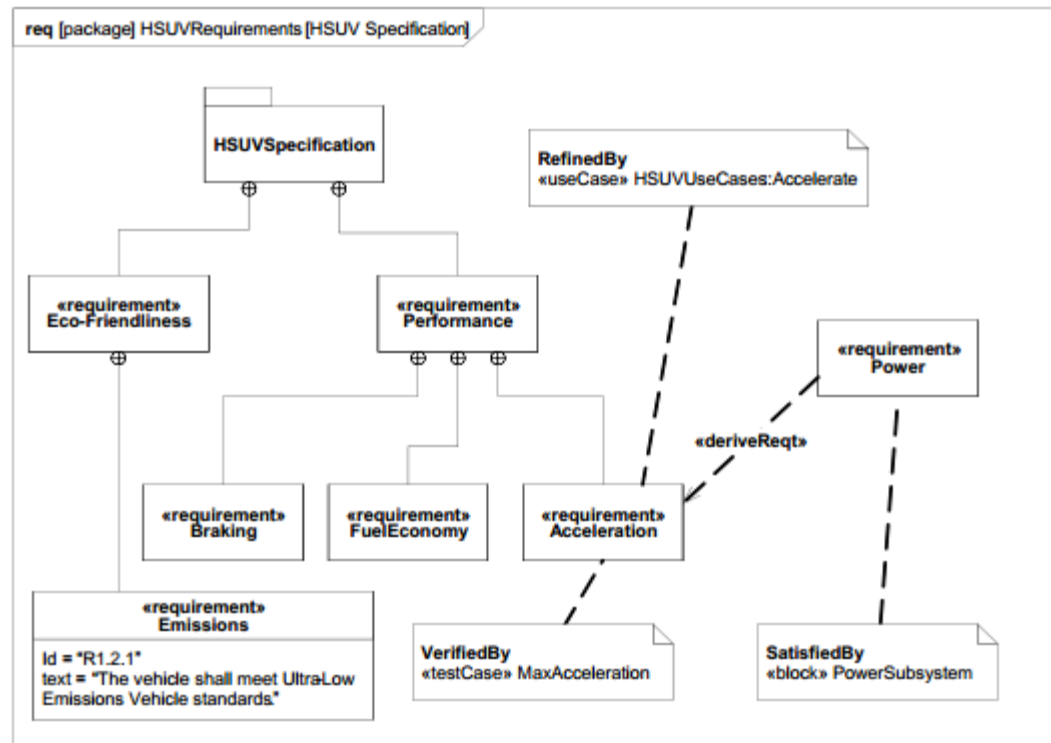 req [package] HSUVRequirements [HSUV Specification]
HSUVSpecification
RefinedBy
«useCase» HSUVUseCases:Accelerate
«requirement»
Eco-Friendliness
«requirement»
Performance
«requirement»
Power
«deriveReqt»
«requirement»
Braking
«requirement»
FuelEconomy
«requirement»
Acceleration
«requirement»
Emissions
Id = "R1.2.1"
text = "The vehicle shall meet Ultra-Low
Emissions Vehicle standards."
VerifiedBy
«testCase» MaxAcceleration
SatisfiedBy
«block» PowerSubsystem